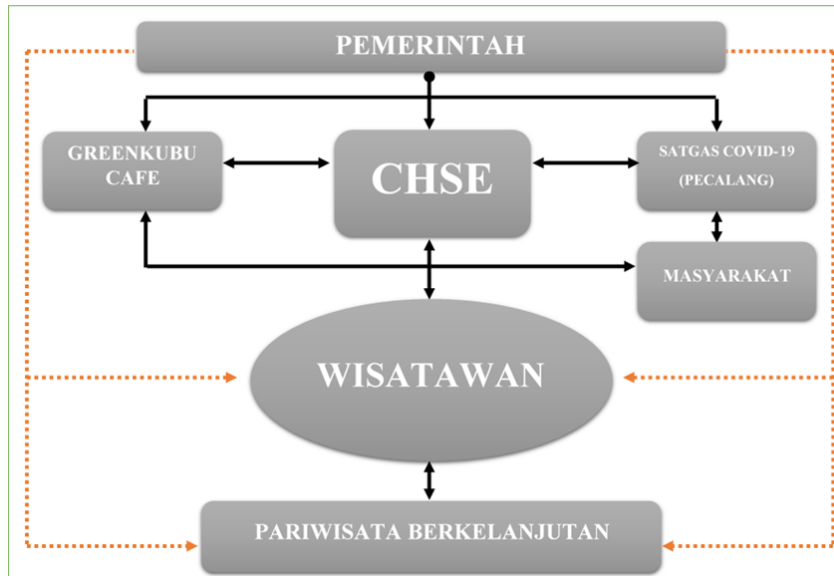 PEMERINTAH
GREENKUBU
CAFE
CHSE
SATGAS COVID-19
(PECALANG)
MASYARAKAT
WISATAWAN
PARIWISATA BERKELANJUTAN